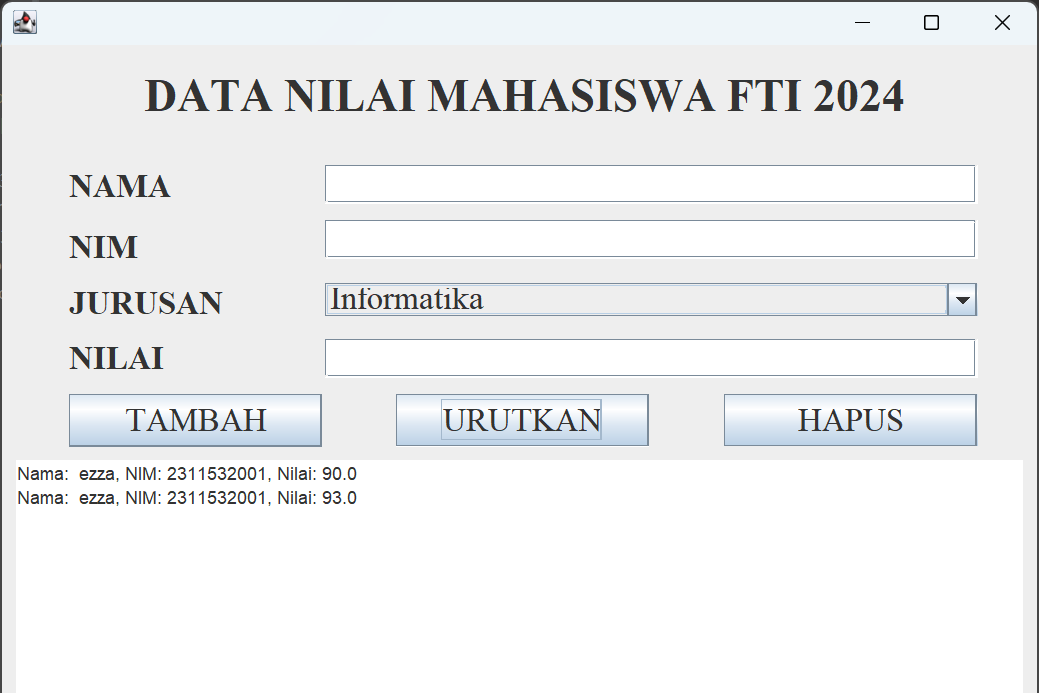 DATA NILAI MAHASISWA FTI 2024
NAMA
NIM
JURUSAN Informatika
NILAI
TAMBAH URUTKAN HAPUS
Nama:  ezza, NIM: 2311532001, Nilai: 90.0
Nama:  ezza, NIM: 2311532001, Nilai: 93.0